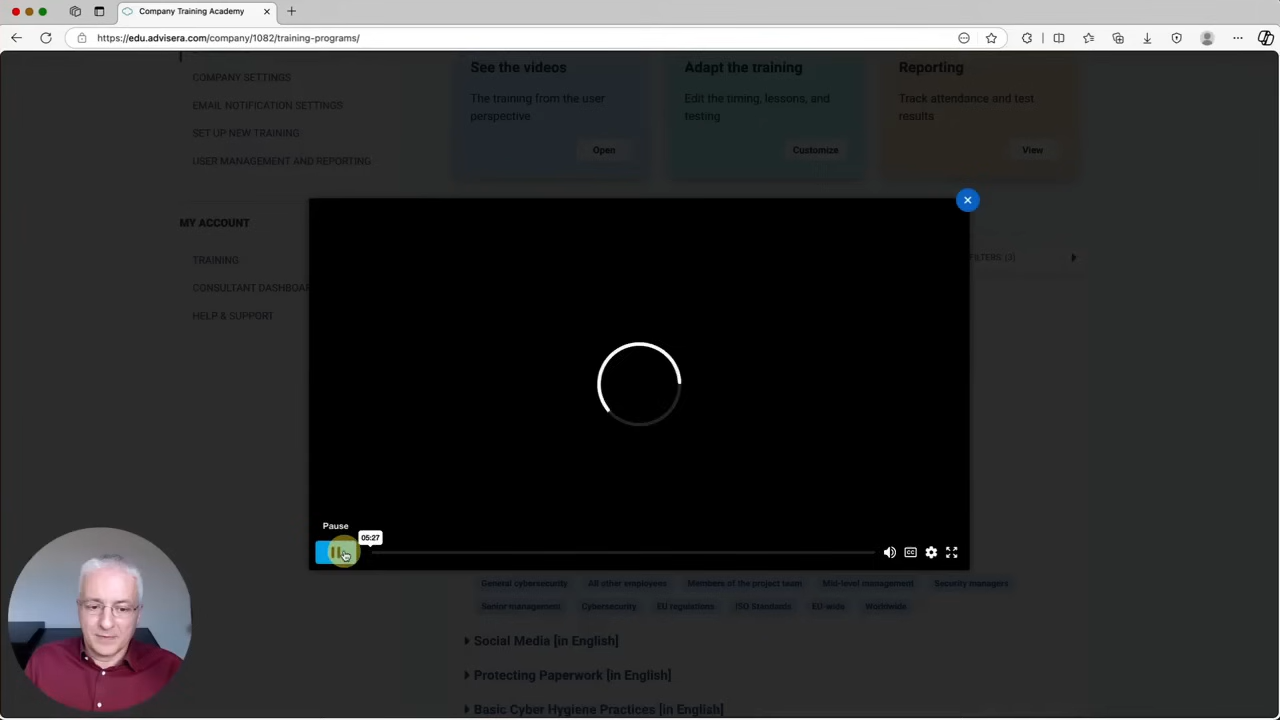 Company Training Academy
https://edu.advisera.com/company/1082/training-programs/
COMPANY SETTINGS
EMAIL NOTIFICATION SETTINGS
SET UP NEW TRAINING
USER MANAGEMENT AND REPORTING
MY ACCOUNT
TRAINING
CONSULTANT DASHBOAR
HELP & SUPPORT
See the videos
The training from the user
perspective
Open
Adapt the training
Edit the timing, lessons, and
testing
Customize
Reporting
Track attendance and test
results
View
FILTERS (3)
Pause
05:27
CC
General cybersecurity All other employees Members of the project team Mid-level management Security managers
Senior management Cybersecurity EU regulations ISO Standards EU-wide Worldwide
Social Media [in English]
Protecting Paperwork [in English]
Basic Cyber Hygiene Practices [in English]